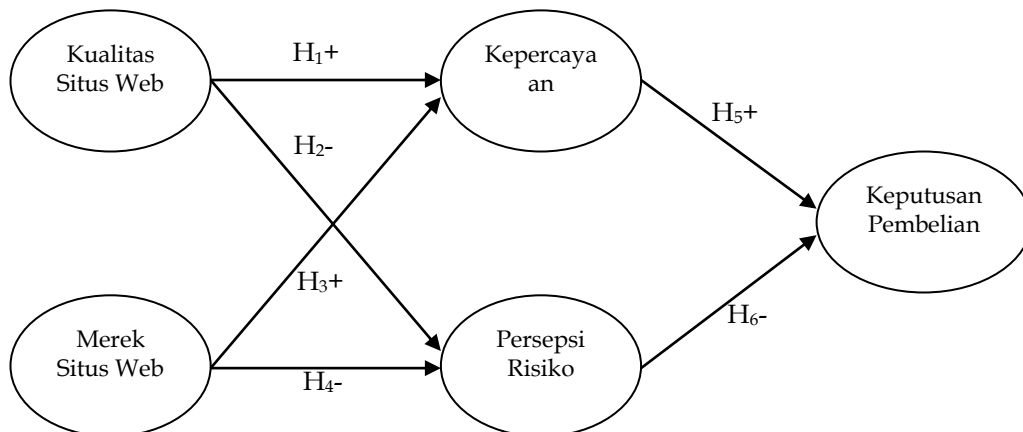 Kualitas
Situs Web
H₁+
Kepercaya
an
H₅+
H₂-
Keputusan
Pembelian
H₃+
Merek
Situs Web
H₄-
Persepsi
Risiko
H₆-